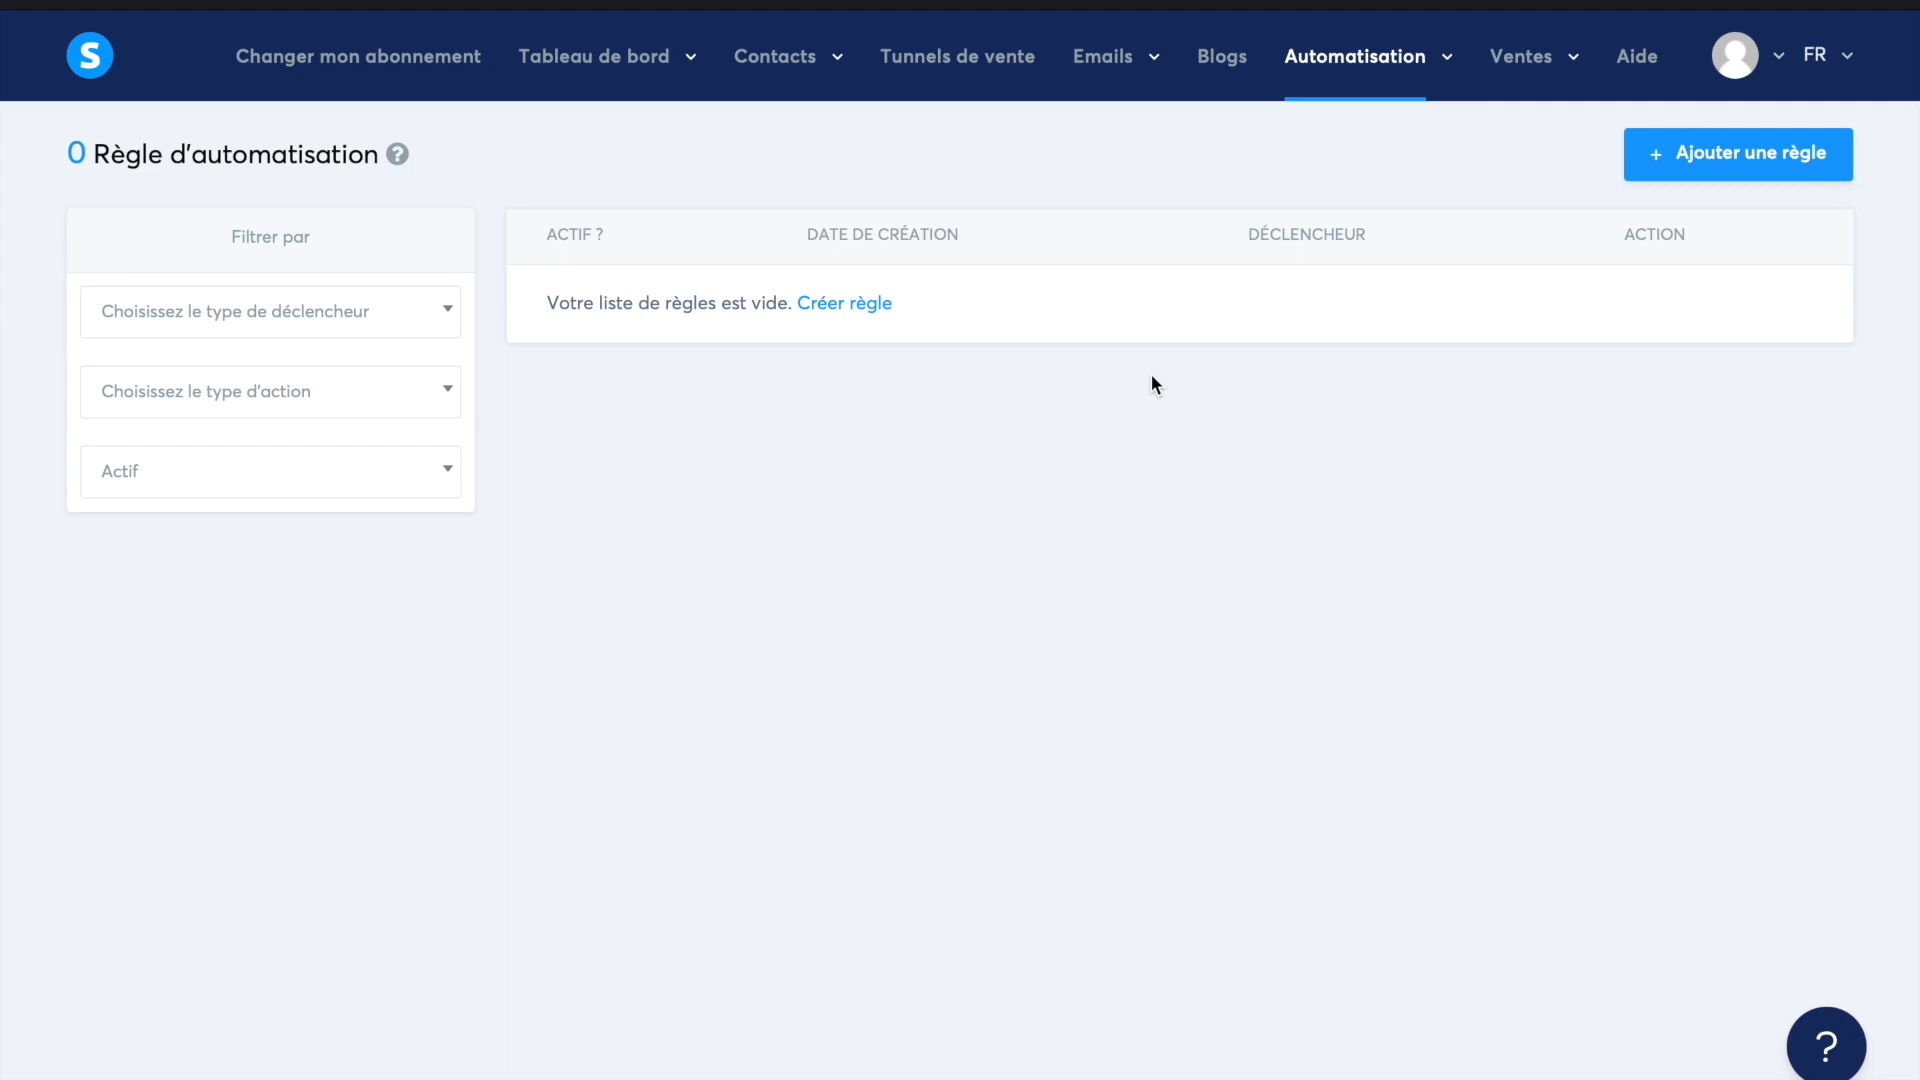 S
Changer mon abonnement Tableau de bord Contacts Tunnels de vente Emails Blogs Automatisation Ventes Aide FR
0 Règle d'automatisation ?
+ Ajouter une règle
Filtrer par
Choisissez le type de déclencheur
Choisissez le type d'action
Actif
ACTIF ? DATE DE CRÉATION DÉCLENCHEUR ACTION
Votre liste de règles est vide. Créer règle
?